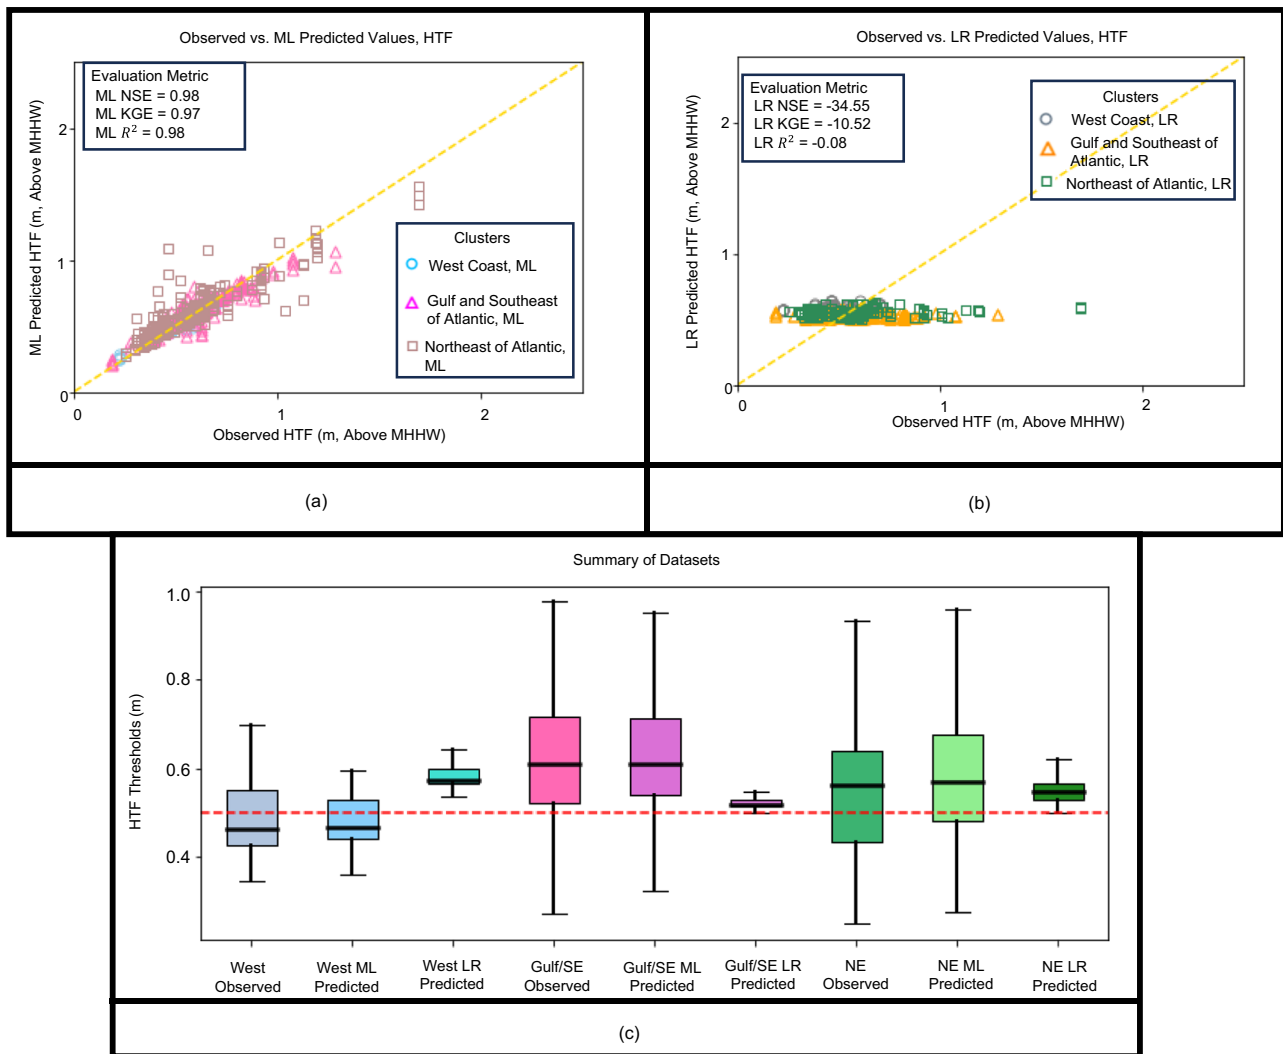 Observed vs. ML Predicted Values, HTF
Evaluation Metric
ML NSE = 0.98
ML KGE = 0.97
ML R² = 0.98
ML Predicted HTF (m, Above MHHW)
2
1
0
Clusters
West Coast, ML
Gulf and Southeast
of Atlantic, ML
Northeast of Atlantic,
ML
0
1
2
Observed HTF (m, Above MHHW)
(a)
Observed vs. LR Predicted Values, HTF
Evaluation Metric
LR NSE = -34.55
LR KGE = -10.52
LR R² = -0.08
LR Predicted HTF (m, Above MHHW)
2
1
0
Clusters
West Coast, LR
Gulf and Southeast of
Atlantic, LR
Northeast of Atlantic, LR
0
1
2
Observed HTF (m, Above MHHW)
(b)
Summary of Datasets
HTF Thresholds (m)
1.0
0.8
0.6
0.4
West
Observed
West ML
Predicted
West LR
Predicted
Gulf/SE
Observed
Gulf/SE ML
Predicted
Gulf/SE LR
Predicted
NE
Observed
NE ML
Predicted
NE LR
Predicted
(c)